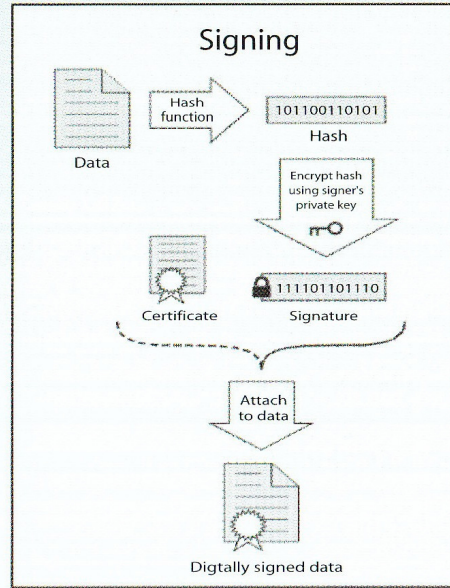 Signing
Hash
function
101100110101
Hash
Data
Encrypt hash
using signer's
private key
111101101110
Certificate
Signature
Attach
to data
Digtally signed data